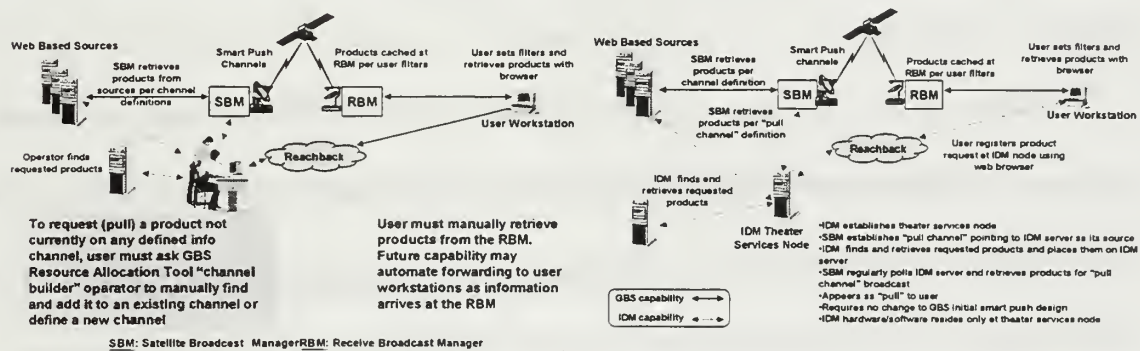 Web Based Sources
SBM retrieves
products from
sources per channel
definitions
Smart Push
Channels
SBM
Products cached at
RBM per user filters
RBM
User sets filters and
retrieves products with
browser
User Workstation
Operator finds
requested products
Reachback
To request (pull) a product not
currently on any defined info
channel, user must ask GBS
Resource Allocation Tool "channel
builder" operator to manually find
and add it to an existing channel or
define a new channel
User must manually retrieve
products from the RBM.
Future capability may
automate forwarding to user
workstations as information
arrives at the RBM
SBM: Satellite Broadcast ManagerRBM: Receive Broadcast Manager
Web Based Sources
SBM retrieves
products per
channel definition
SBM retrieves
products per "pull
channel" definition
Smart Push
channels
SBM
Products cached at
RBM per user filters
RBM
User sets filters and
retrieves products with
browser
User Workstation
Reachback
User registers product
request at IDM node using
web browser
IDM finds end
retrieves requested
products
IDM Theater
Services Node
GBS capability
IDM capability
•IDM establishes theater services node
•SBM establishes "pull channel" pointing to IDM server as its source
•IDM finds and retrieves requested products and places them on IDM
server
•SBM regularly polls IDM server end retrieves products for "pull
channel" broadcast
•Appears as "pull" to user
•Requires no change to GBS initial smart push design
•IDM hardware/software resides only et theater services node